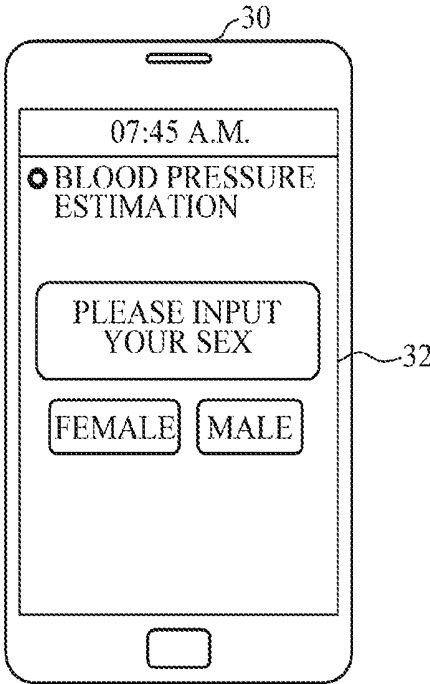 30
07:45 A.M.
BLOOD PRESSURE
ESTIMATION
PLEASE INPUT
YOUR SEX
32
FEMALE MALE